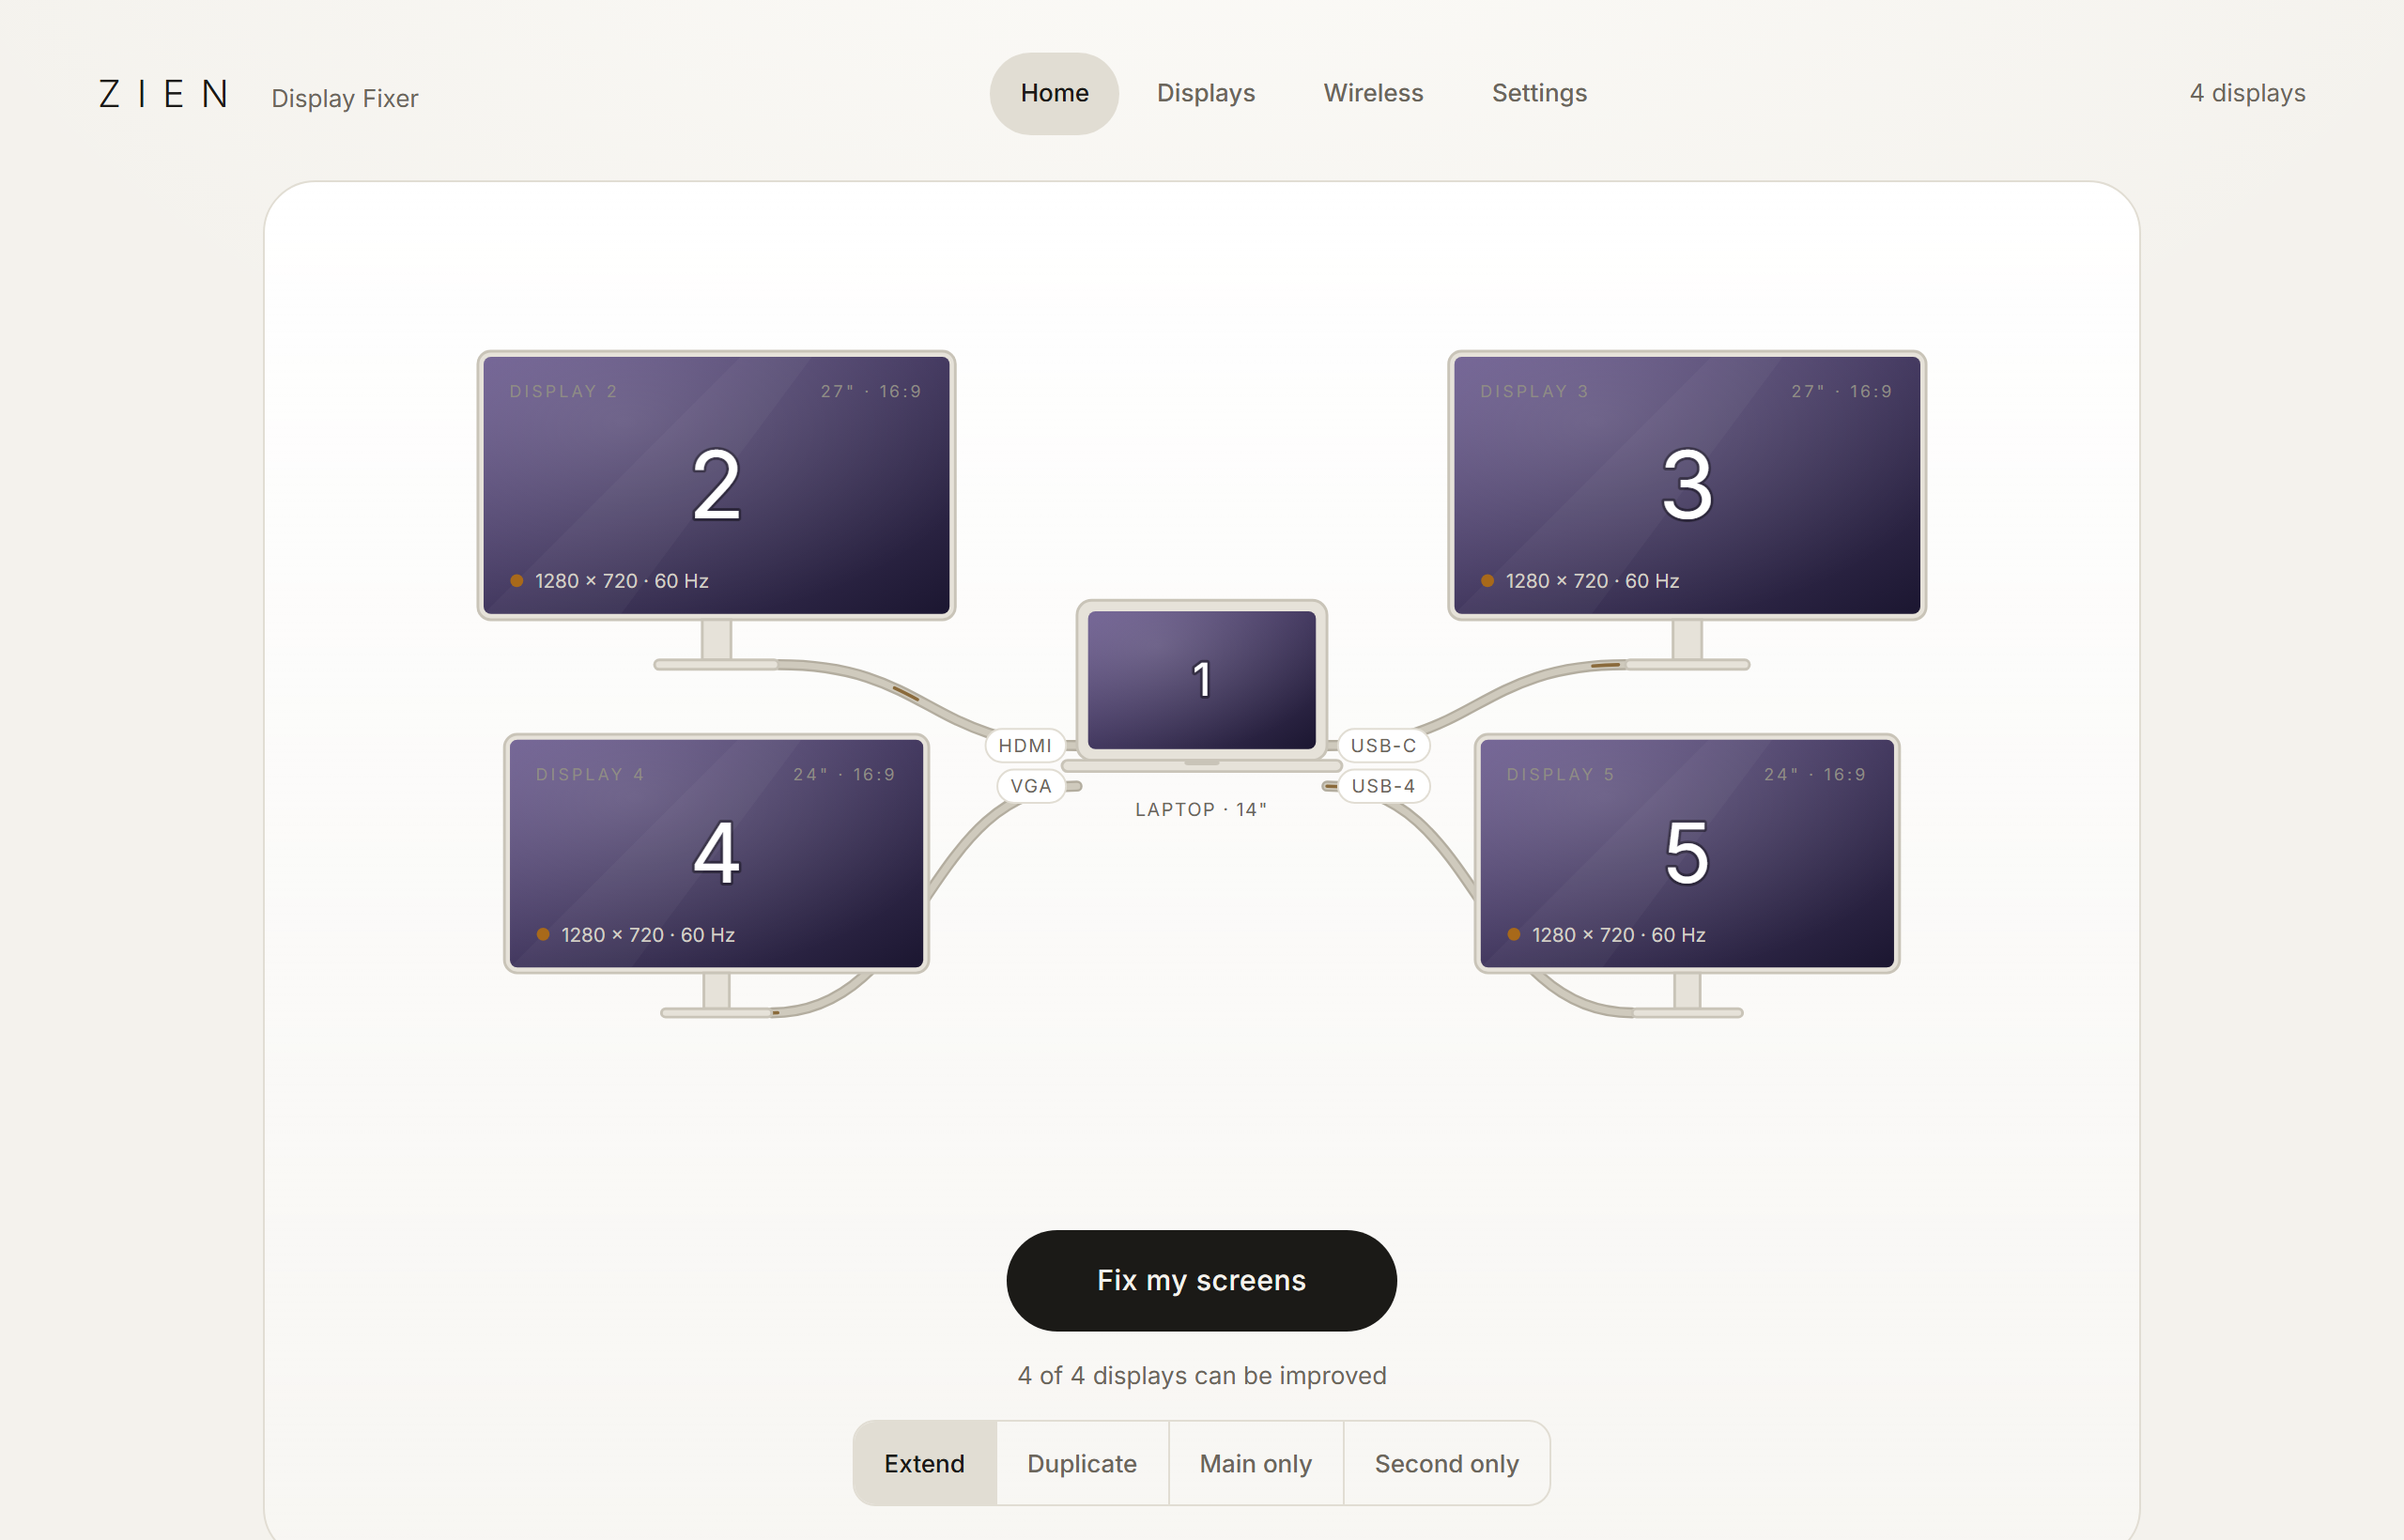 ZIEN Display Fixer
Home Displays Wireless Settings
4 displays
DISPLAY 2 27" · 16:9
2
1280 × 720 · 60 Hz
DISPLAY 3 27" · 16:9
3
1280 × 720 · 60 Hz
1
HDMI
USB-C
VGA
USB-4
LAPTOP · 14"
DISPLAY 4 24" · 16:9
4
1280 × 720 · 60 Hz
DISPLAY 5 24" · 16:9
5
1280 × 720 · 60 Hz
Fix my screens
4 of 4 displays can be improved
Extend Duplicate Main only Second only